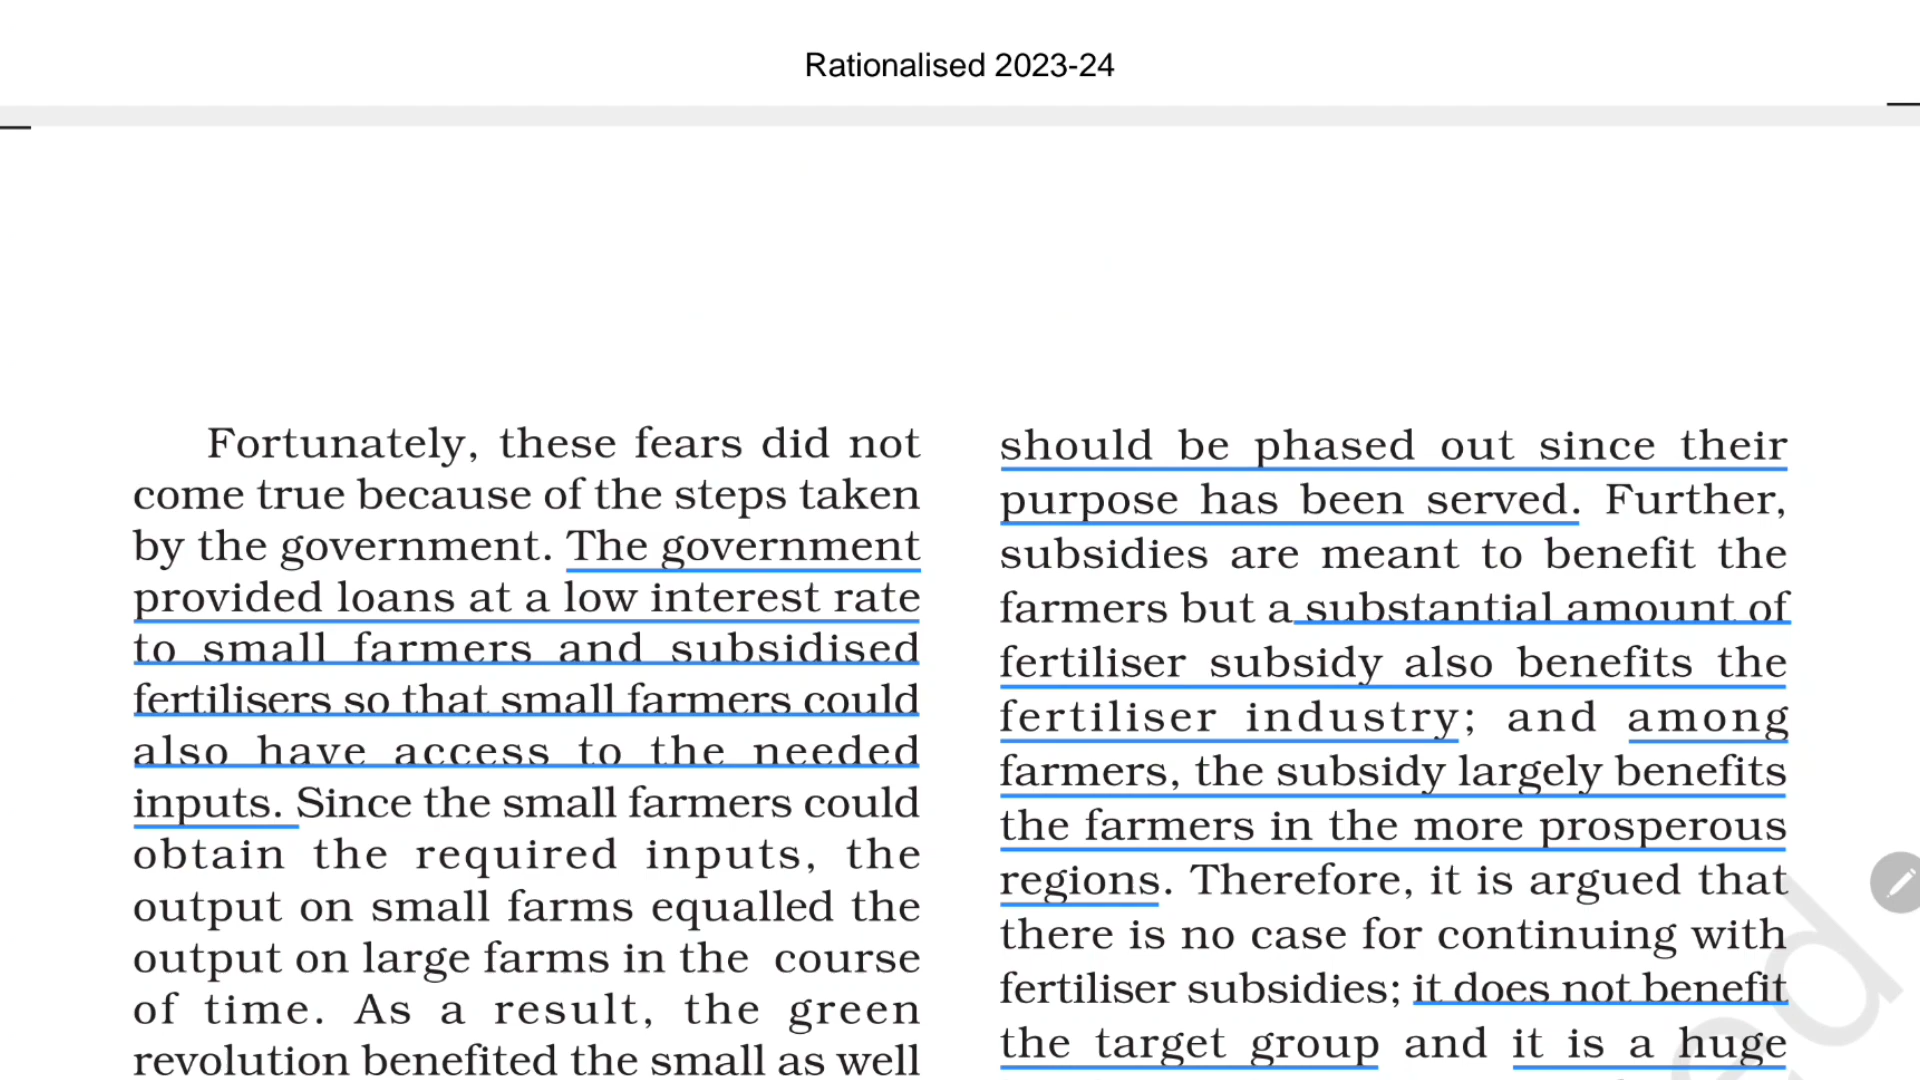 Rationalised 2023-24
Fortunately, these fears did not
come true because of the steps taken
by the government. The government
provided loans at a low interest rate
to small farmers and subsidised
fertilisers so that small farmers could
also have access to the needed
inputs. Since the small farmers could
obtain the required inputs, the
output on small farms equalled the
output on large farms in the course
of time. As a result, the green
revolution benefited the small as well
should be phased out since their
purpose has been served. Further,
subsidies are meant to benefit the
farmers but a substantial amount of
fertiliser subsidy also benefits the
fertiliser industry; and among
farmers, the subsidy largely benefits
the farmers in the more prosperous
regions. Therefore, it is argued that
there is no case for continuing with
fertiliser subsidies; it does not benefit
the target group and it is a huge